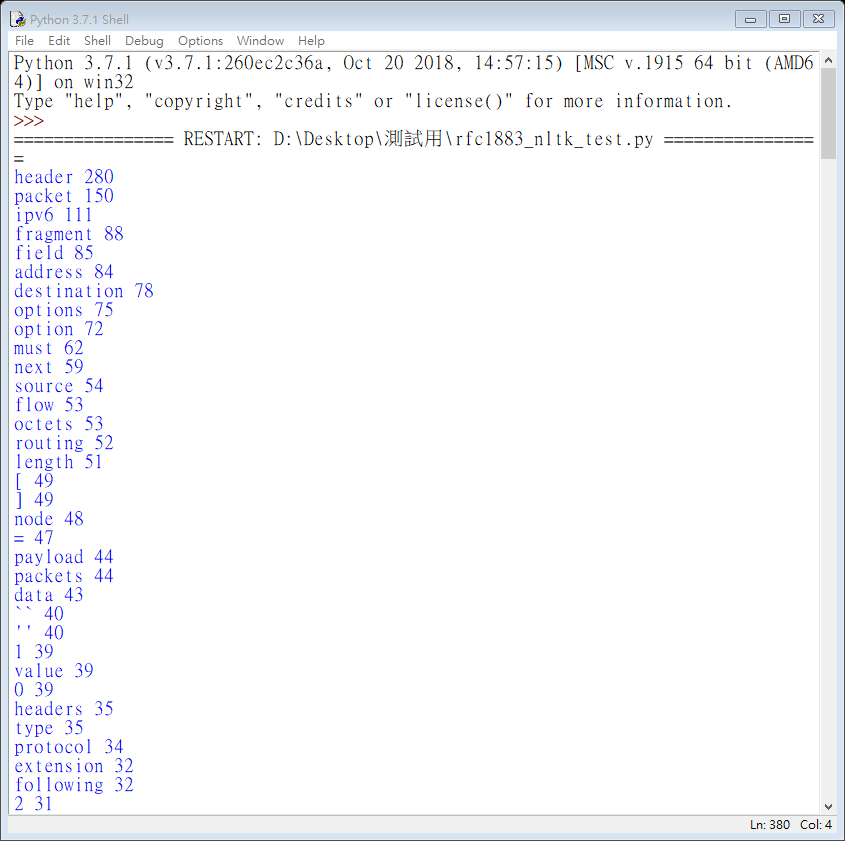 Python 3.7.1 Shell
File Edit Shell Debug Options Window Help
Python 3.7.1 (v3.7.1:260ec2c36a, Oct 20 2018, 14:57:15) [MSC v.1915 64 bit (AMD6
4)] on win32
Type "help", "copyright", "credits" or "license()" for more information.
>>>
================ RESTART: D:\Desktop\測試用\rfc1883_nltk_test.py ===============
=
header 280
packet 150
ipv6 111
fragment 88
field 85
address 84
destination 78
options 75
option 72
must 62
next 59
source 54
flow 53
octets 53
routing 52
length 51
[ 49
] 49
node 48
= 47
payload 44
packets 44
data 43
`` 40
'' 40
1 39
value 39
0 39
headers 35
type 35
protocol 34
extension 32
following 32
2 31
Ln: 380 Col: 4